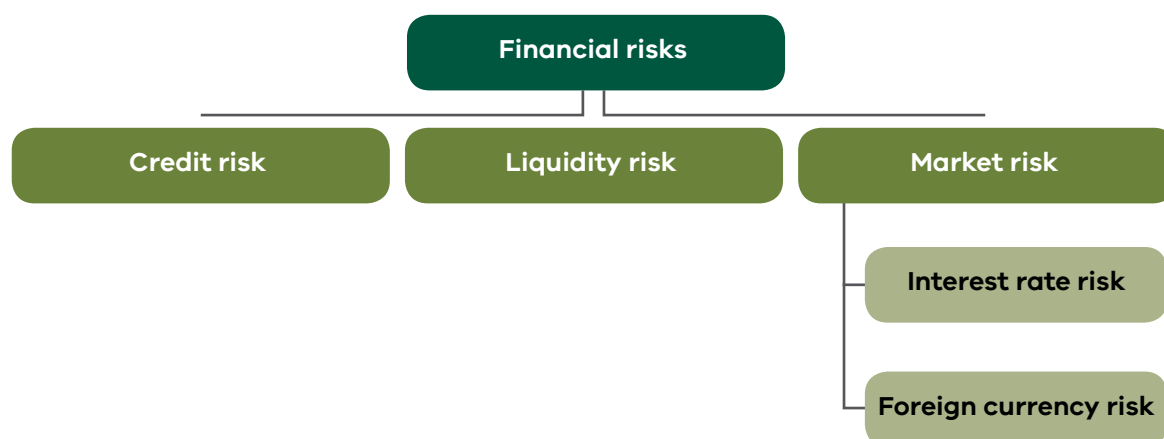 Financial risks
Credit risk
Liquidity risk
Market risk
Interest rate risk
Foreign currency risk